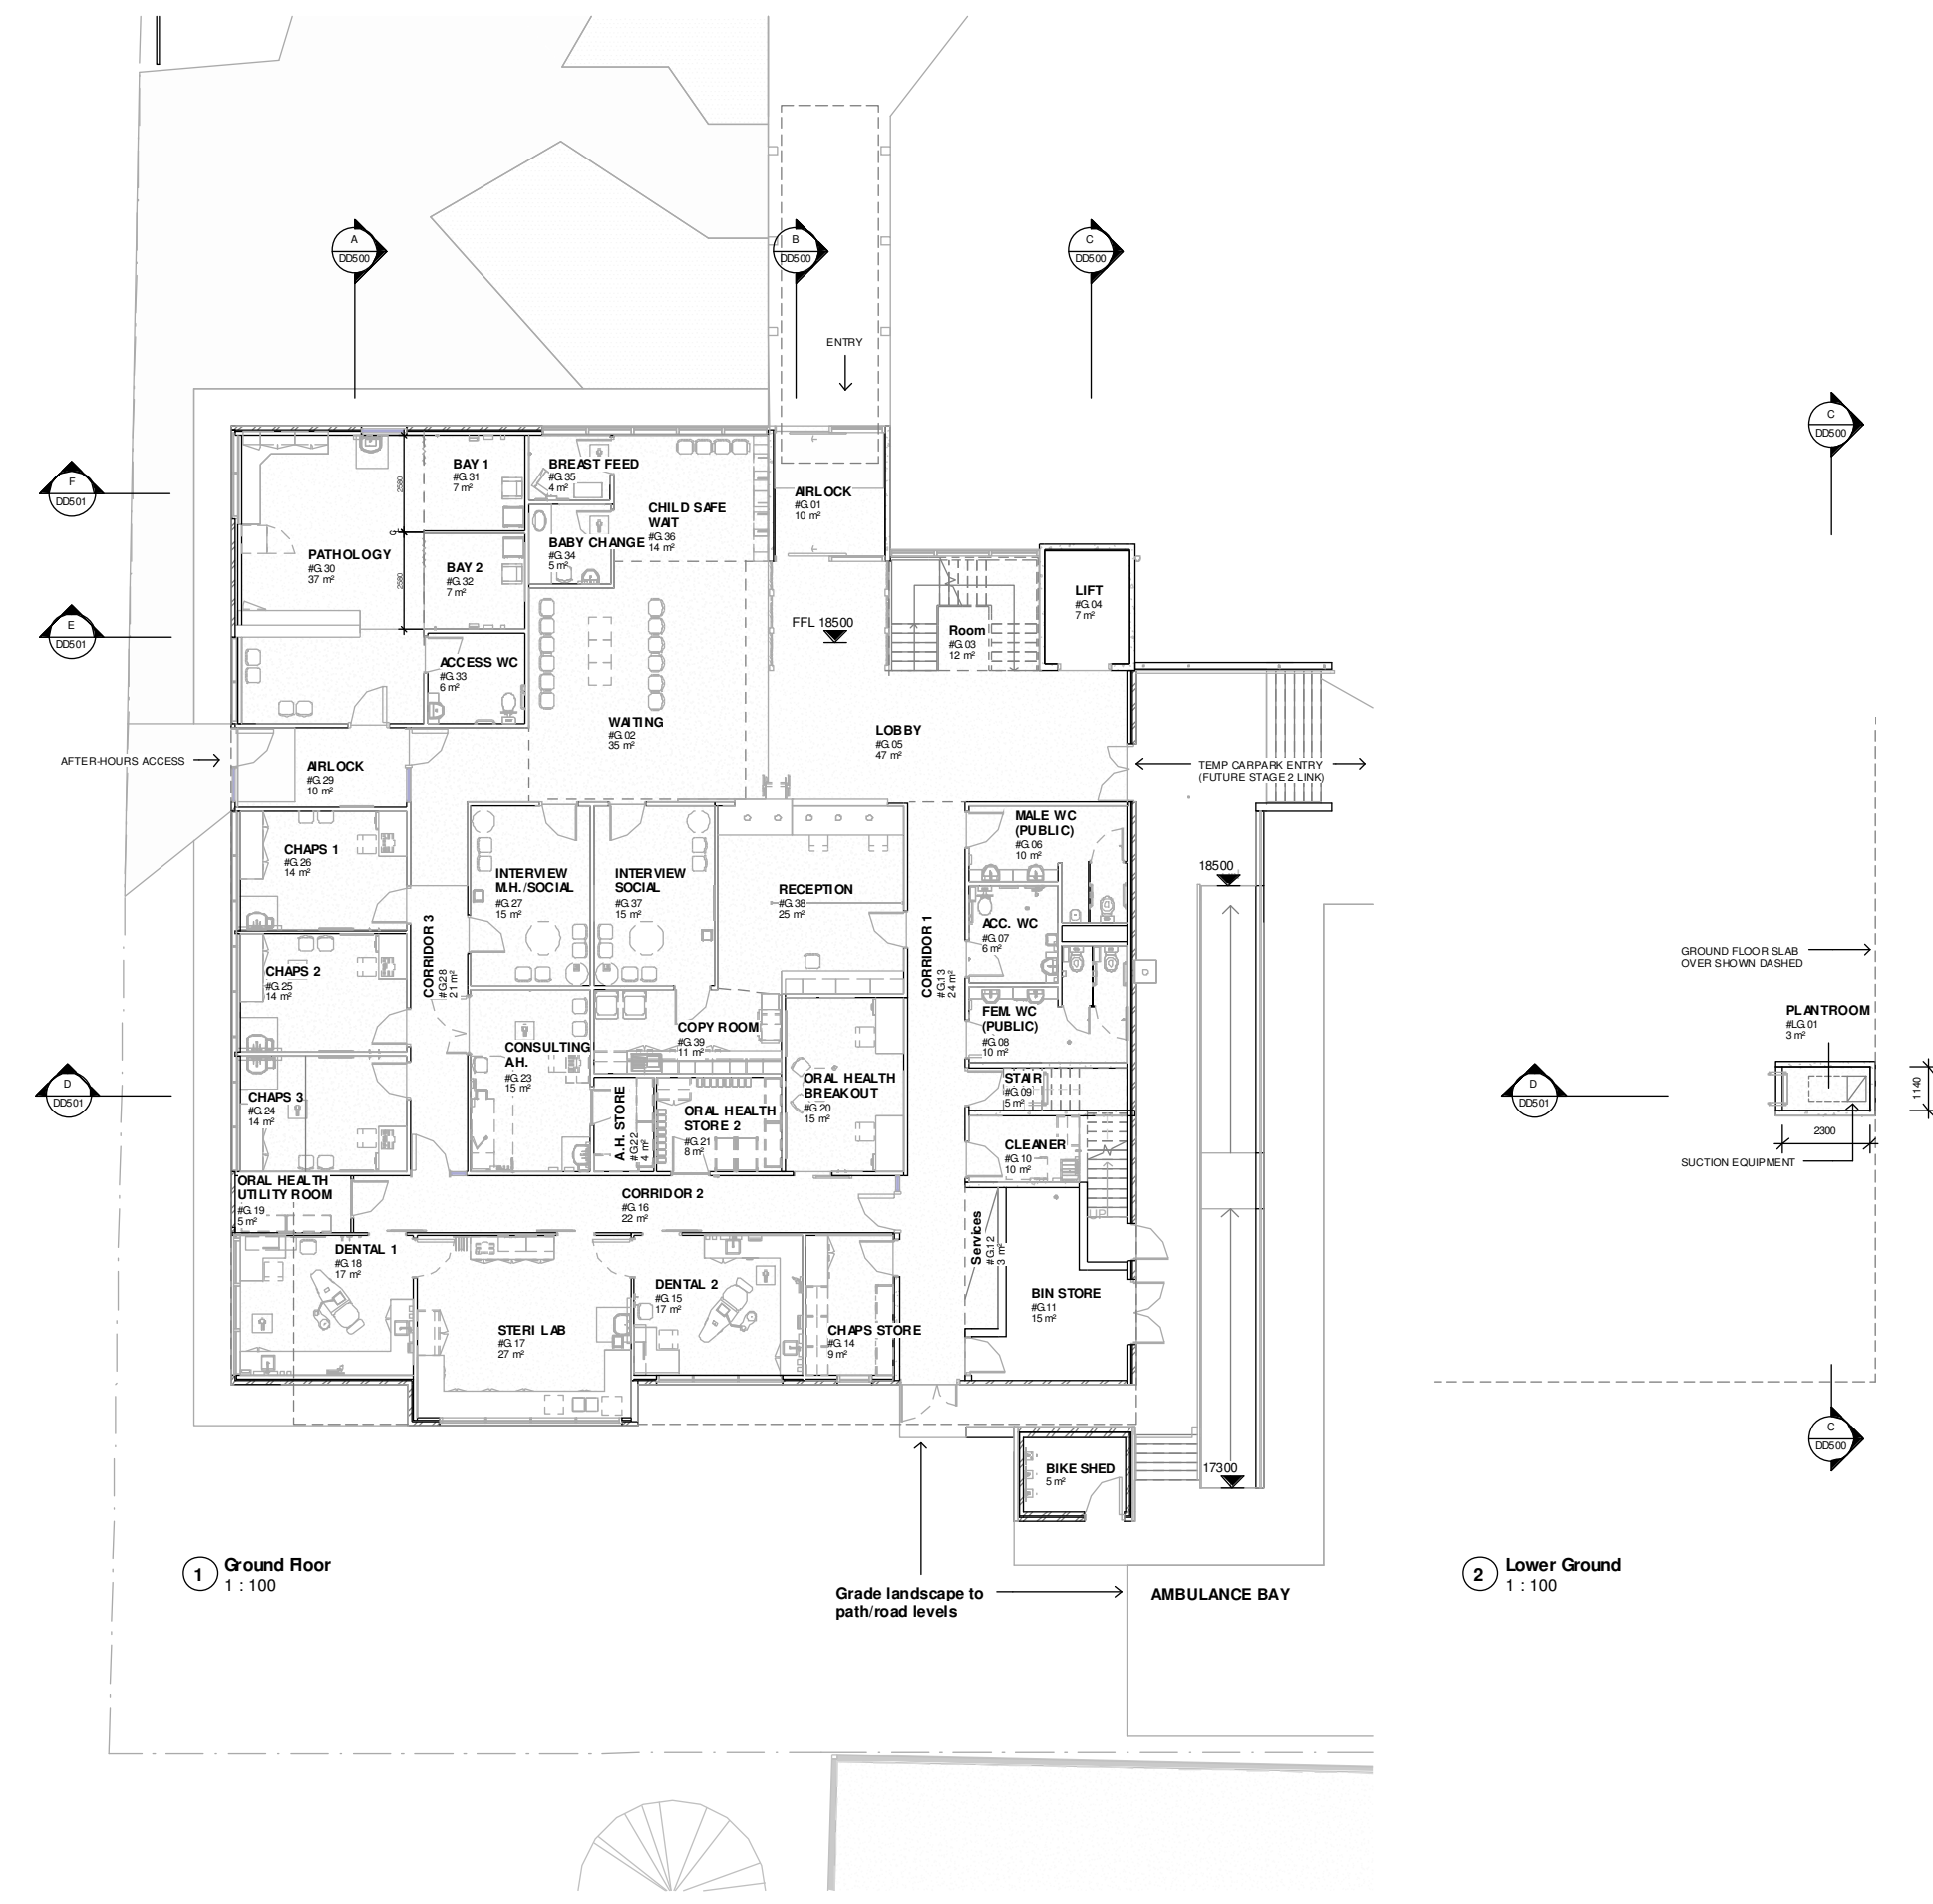 A
DD500
B
DD500
C
DD500
ENTRY
C
DD500
F
DD501
E
DD501
BAY 1
#G.31
7 m²
BREAST FEED
#G.35
4 m²
AIRLOCK
#G.01
10 m²
CHILD SAFE
WAIT
#G.36
14 m²
2580
PATHOLOGY
#G.30
37 m²
BABY CHANGE
#G.34
5 m²
BAY 2
#G.32
7 m²
2580
LIFT
#G.04
7 m²
FFL 18500
Room
#G.03
12 m²
ACCESS WC
#G.33
6 m²
WAITING
#G.02
35 m²
LOBBY
#G.05
47 m²
AFTER-HOURS ACCESS
AIRLOCK
#G.29
10 m²
TEMP CARPARK ENTRY
(FUTURE STAGE 2 LINK)
CHAPS 1
#G.26
14 m²
INTERVIEW
M.H./SOCIAL
#G.27
15 m²
INTERVIEW
SOCIAL
#G.37
15 m²
RECEPTION
#G.38
25 m²
MALE WC
(PUBLIC)
#G.06
10 m²
18500
CORRIDOR 3
#G.28
21 m²
CORRIDOR 1
#G.13
24 m²
ACC. WC
#G.07
6 m²
CHAPS 2
#G.25
14 m²
GROUND FLOOR SLAB
OVER SHOWN DASHED
FEM. WC
(PUBLIC)
#G.08
10 m²
COPY ROOM
#G.39
11 m²
CONSULTING
A.H.
#G.23
15 m²
PLANTROOM
#LG.01
3 m²
D
DD501
CHAPS 3
#G.24
14 m²
A.H. STORE
#G.22
4 m²
ORAL HEALTH
STORE 2
#G.21
8 m²
ORAL HEALTH
BREAKOUT
#G.20
15 m²
STAIR
#G.09
5 m²
D
DD501
1140
2300
SUCTION EQUIPMENT
CLEANER
#G.10
10 m²
ORAL HEALTH
UTILITY ROOM
#G.19
5 m²
CORRIDOR 2
#G.16
22 m²
UP
Services
#G.12
3 m²
DENTAL 1
#G.18
17 m²
DENTAL 2
#G.15
17 m²
BIN STORE
#G.11
15 m²
STERI LAB
#G.17
27 m²
CHAPS STORE
#G.14
9 m²
C
DD500
BIKE SHED
5 m²
17300
1
Ground Floor
1 : 100
Grade landscape to
path/road levels
AMBULANCE BAY
2
Lower Ground
1 : 100